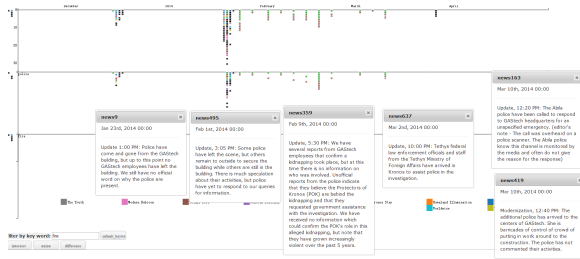 December
2014
February
March
April
police
fire
news9
Jan 23rd, 2014 00:00
Update 1:00 PM: Police have
come and gone from the GAStech
building, but up to this point no
GAStech employees have left the
building. We still have no official
word on why the police are
present.
news495
Feb 1st, 2014 00:00
Update, 3:05 PM: Some police
have left the scene, but others
remain to outside to secure the
building while others are still in the
building. There is much speculation
about their activities, but police
have yet to respond to our queries
for information.
news359
Feb 9th, 2014 00:00
Update, 5:30 PM: We have
several reports from GAStech
employees that confirm a
kidnapping took place, but at this
time there is no information on
who was involved. Unofficial
reports from the police indicate
that they believe the Protectors of
Kronos (POK) are behind the
kidnapping and that they
requested government assistance
with the investigation. We have
received no information which
could confirm the POK's role in this
alleged kidnapping, but note that
they have grown increasingly
violent over the past 5 years.
news637
Mar 2nd, 2014 00:00
Update, 10:00 PM: Tethys federal
law enforcement officials and staff
from the Tethys Ministry of
Foreign Affairs have arrived in
Kronos to assist police in the
investigation.
news163
Mar 10th, 2014 00:00
Update, 12:20 PM: The Abila
police have been called to respond
to GAStech headquarters for an
unspecified emergency. (editor's
note - The call was overheard on a
police scanner. The Abila police
know this channel is monitored by
the media and often do not give
the reason for the response)
news419
Mar 10th, 2014 00:00
Modernization, 12:40 PM: The
additional police has arrived to the
centers of GAStech. She is
barricades of control of crowd of
putting in work around to the
construction. The police has not
commented their activities.
The Truth
filter by key word: fire
intersect
union
difference